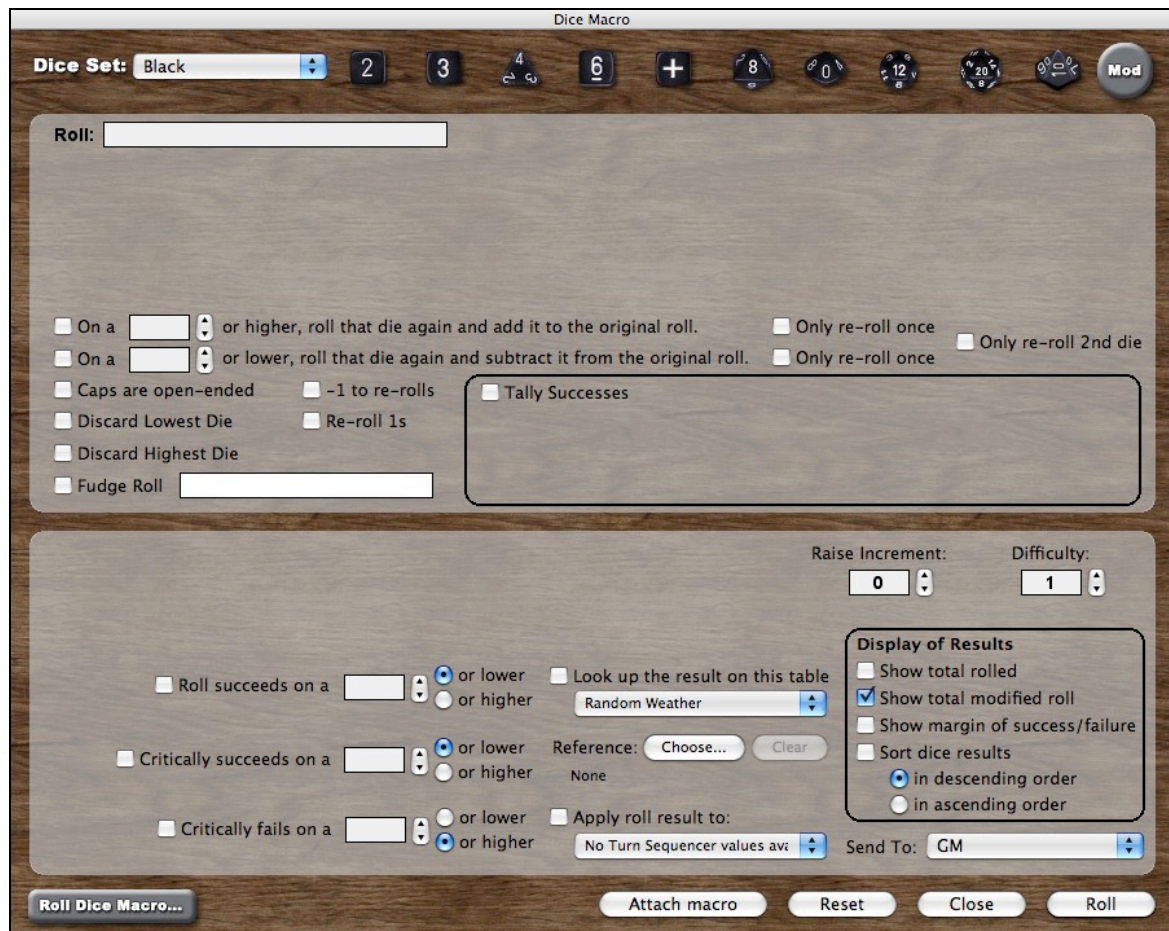 Dice Macro
Dice Set: Black 2 3 4 6 + 8 0 12 20 Mod
Roll:
On a or higher, roll that die again and add it to the original roll. Only re-roll once
Only re-roll 2nd die
On a or lower, roll that die again and subtract it from the original roll. Only re-roll once
Caps are open-ended -1 to re-rolls Tally Successes
Discard Lowest Die Re-roll 1s
Discard Highest Die
Fudge Roll
Raise Increment: Difficulty:
0 1
Display of Results
Show total rolled
Show total modified roll
Show margin of success/failure
Sort dice results
in descending order
in ascending order
Roll succeeds on a or lower
or higher
Look up the result on this table
Random Weather
Critically succeeds on a or lower
or higher
Reference: Choose... Clear
None
Critically fails on a or lower
or higher
Apply roll result to:
No Turn Sequencer values ava
Send To: GM
Roll Dice Macro... Attach macro Reset Close Roll